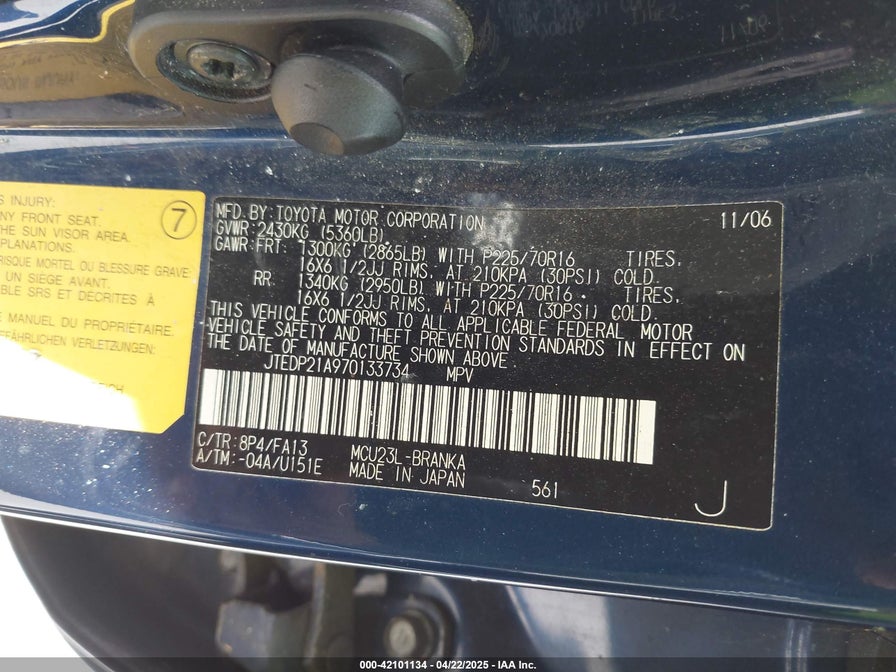 S INJURY:
NY FRONT SEAT.
HE SUN VISOR AREA.
XPLANATIONS.
RISQUE MORTEL OU BLESSURE GRAVE:
UN SIEGE AVANT.
IBLE SRS ET DÉCRITES À
E MANUEL DU PROPRIÉTAIRE.
EFÄHRLICHEN VERLETZUNGEN:
7
MFD. BY: TOYOTA MOTOR CORPORATION 11/06
GVWR: 2430KG (5360LB)
GAWR: FRT: 1300KG (2865LB) WITH P225/70R16 TIRES,
16X6 1/2JJ RIMS, AT 210KPA (30PSI) COLD.
RR: 1340KG (2950LB) WITH P225/70R16 TIRES,
16X6 1/2JJ RIMS, AT 210KPA (30PSI) COLD.
THIS VEHICLE CONFORMS TO ALL APPLICABLE FEDERAL MOTOR
VEHICLE SAFETY AND THEFT PREVENTION STANDARDS IN EFFECT ON
THE DATE OF MANUFACTURE SHOWN ABOVE
JTEDP21A970133734 MPV
C/TR: 8P4/FA13 MCU23L-BRANKA
A/TM: -04A/U151E MADE IN JAPAN 561
J
000-42101134 - 04/22/2025 - IAA Inc.